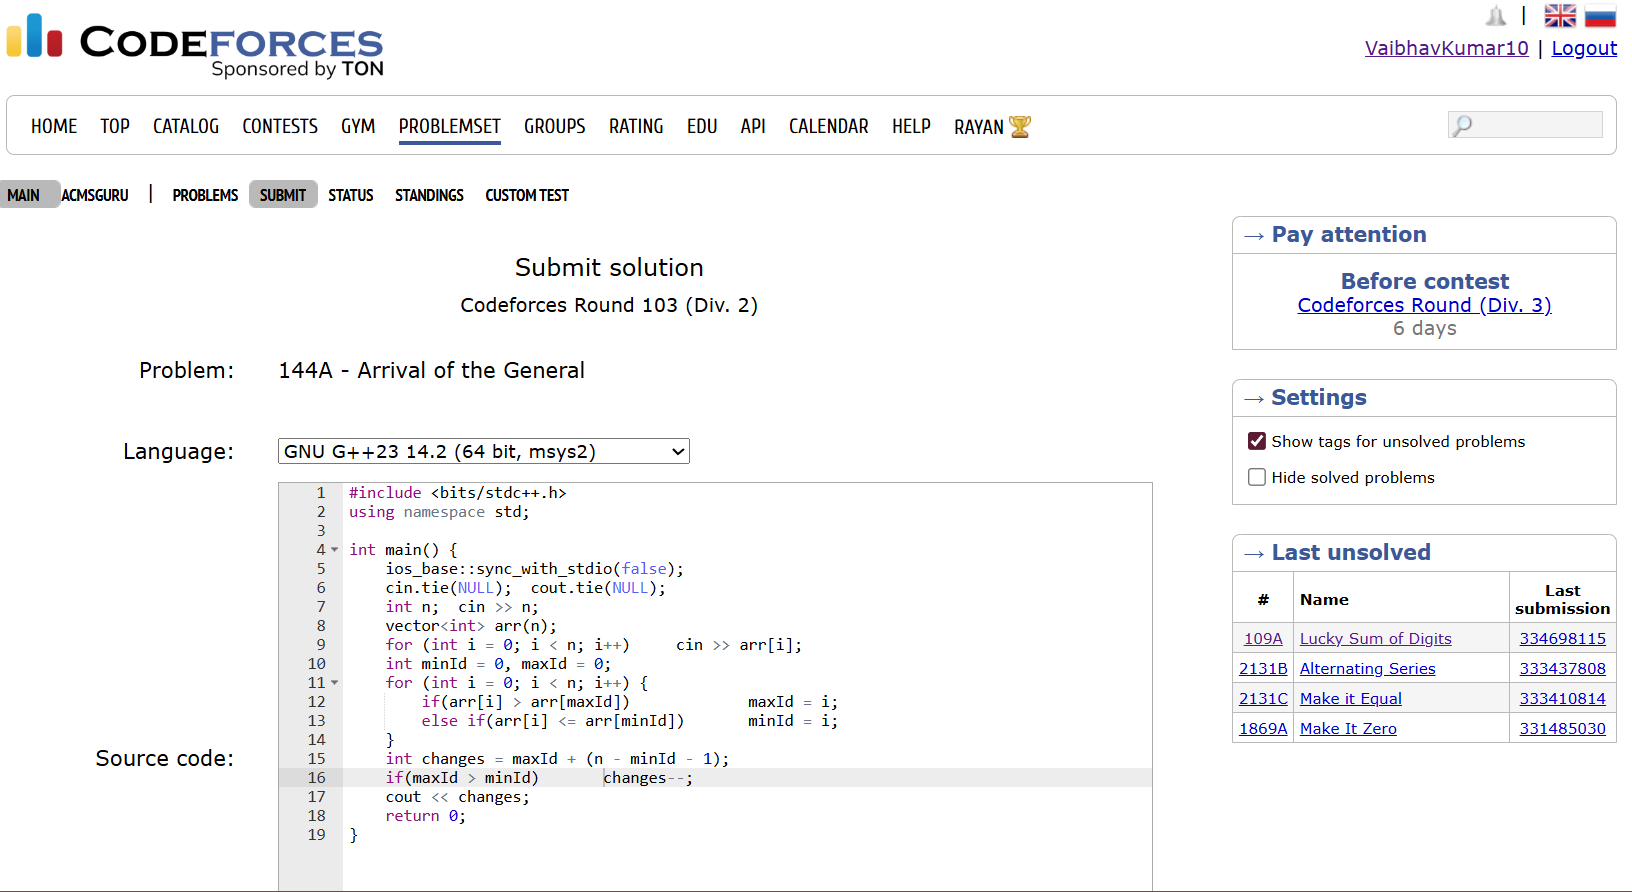 CODEFORCES
Sponsored by TON
|
VaibhavKumar10 | Logout
HOME TOP CATALOG CONTESTS GYM PROBLEMSET GROUPS RATING EDU API CALENDAR HELP RAYAN
MAIN ACMSGURU | PROBLEMS SUBMIT STATUS STANDINGS CUSTOM TEST
Submit solution
Codeforces Round 103 (Div. 2)
Problem: 144A - Arrival of the General
Language: GNU G++23 14.2 (64 bit, msys2)
Source code:
1 #include <bits/stdc++.h>
2 using namespace std;
3
4 int main() {
5     ios_base::sync_with_stdio(false);
6     cin.tie(NULL);  cout.tie(NULL);
7     int n;  cin >> n;
8     vector<int> arr(n);
9     for (int i = 0; i < n; i++)     cin >> arr[i];
10     int minId = 0, maxId = 0;
11     for (int i = 0; i < n; i++) {
12         if(arr[i] > arr[maxId])             maxId = i;
13         else if(arr[i] <= arr[minId])       minId = i;
14     }
15     int changes = maxId + (n - minId - 1);
16     if(maxId > minId)       changes--;
17     cout << changes;
18     return 0;
19 }
→ Pay attention
Before contest
Codeforces Round (Div. 3)
6 days
→ Settings
Show tags for unsolved problems
Hide solved problems
→ Last unsolved
# Name Last submission
109A Lucky Sum of Digits 334698115
2131B Alternating Series 333437808
2131C Make it Equal 333410814
1869A Make It Zero 331485030